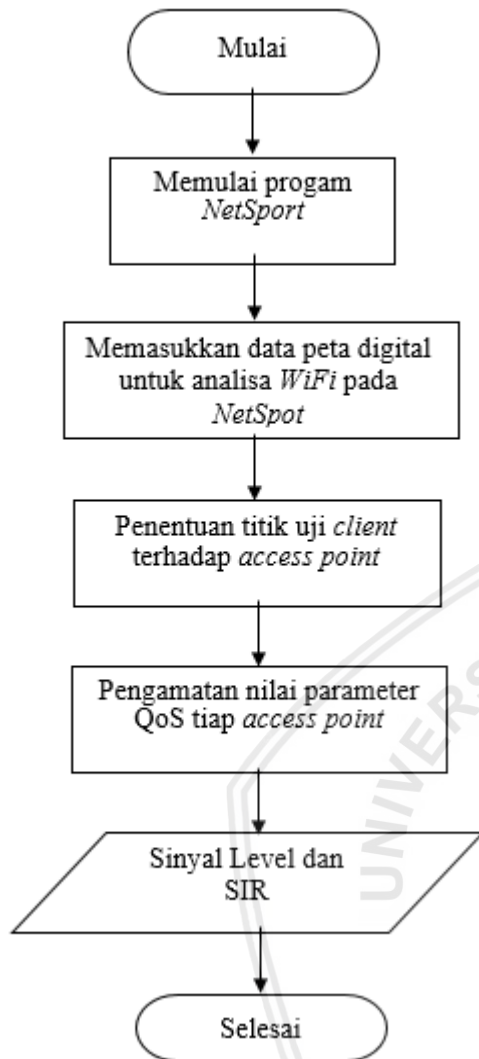 Mulai
Memulai progam
NetSport
Memasukkan data peta digital
untuk analisa WiFi pada
NetSpot
Penentuan titik uji client
terhadap access point
Pengamatan nilai parameter
QoS tiap access point
Sinyal Level dan
SIR
Selesai